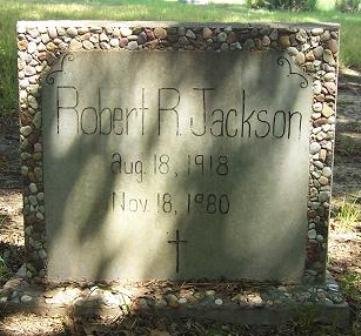 Robert R. Jackson
Aug. 18, 1918
Nov. 18, 1980